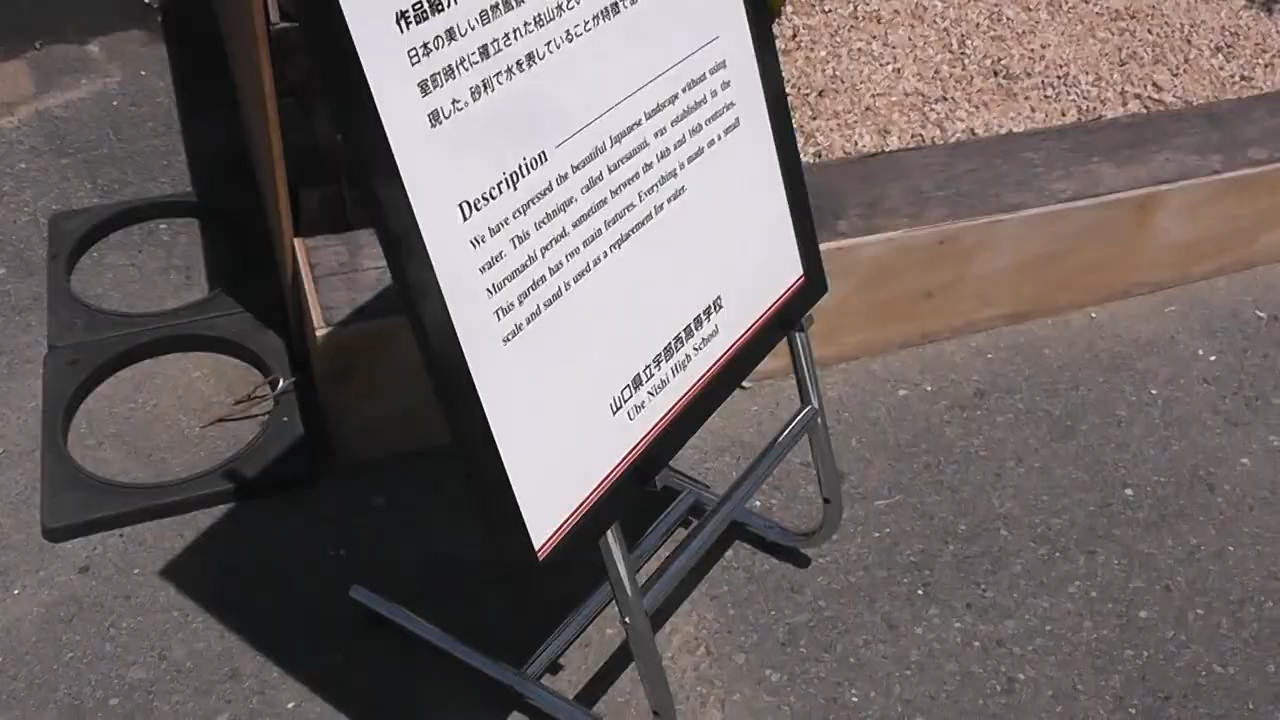 作品紹介
日本の美しい自然風景
室町時代に確立された枯山水とい
現した。砂利で水を表していることが特徴であ
Description
We have expressed the beautiful Japanese landscape without using
water. This technique, called karesansui, was established in the
Muromachi period, sometime between the 14th and 16th centuries.
This garden has two main features. Everything is made on a small
scale and sand is used as a replacement for water.
山口県立宇部西高等学校
Ube Nishi High School